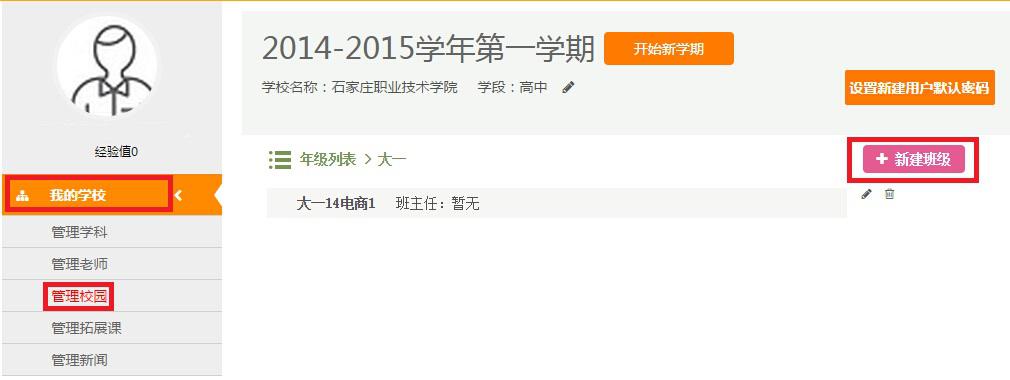 经验值0
我的学校
管理学科
管理老师
管理校园
管理拓展课
管理新闻
2014-2015学年第一学期 开始新学期
学校名称：石家庄职业技术学院 学段：高中
设置新建用户默认密码
年级列表 > 大一
+ 新建班级
大一14电商1 班主任：暂无